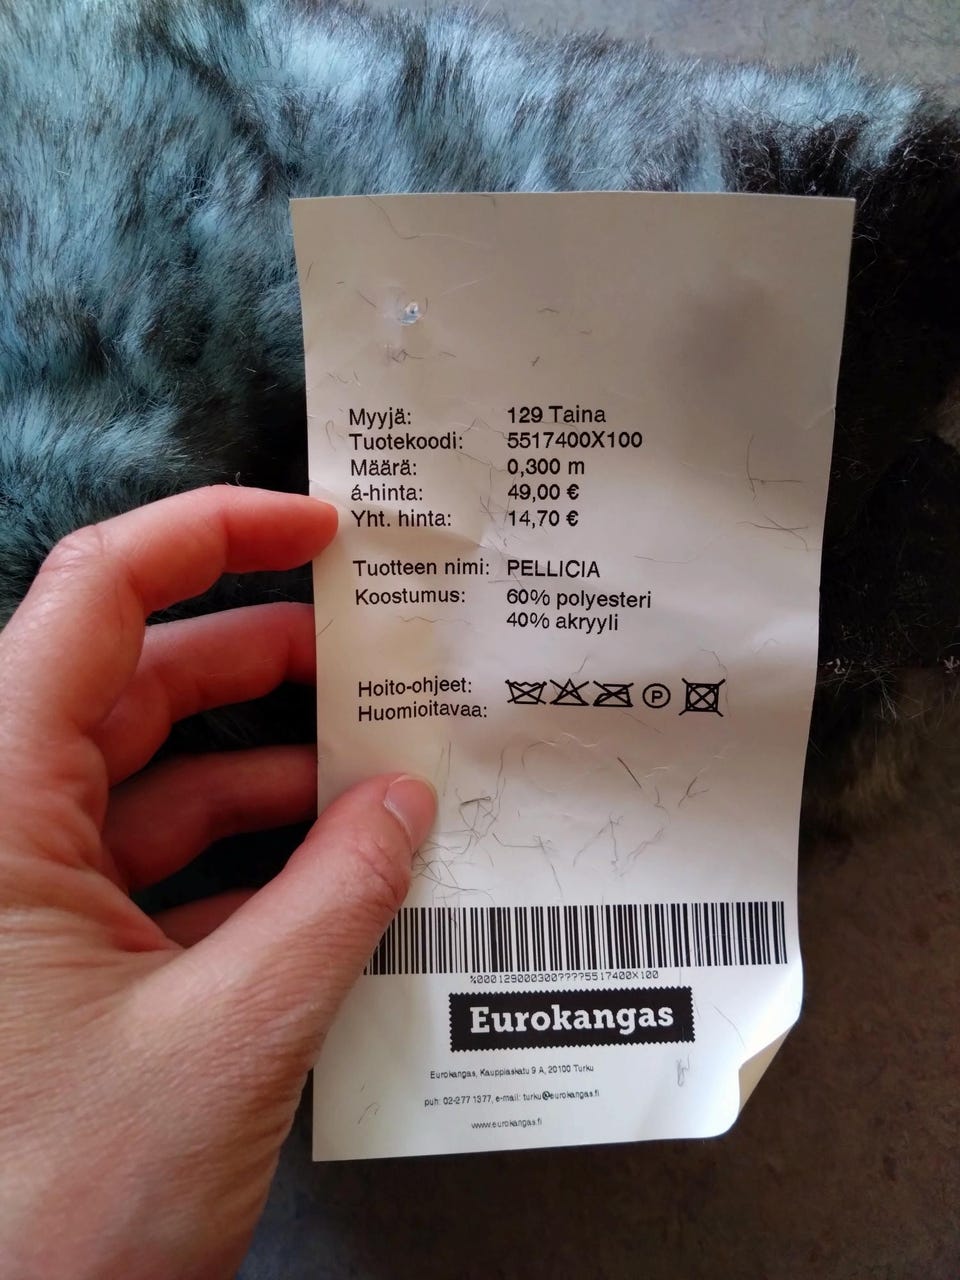 Myyjä: 129 Taina
Tuotekoodi: 5517400X100
Määrä: 0,300 m
á-hinta: 49,00 €
Yht. hinta: 14,70 €
Tuotteen nimi: PELLICIA
Koostumus: 60% polyesteri
40% akryyli
Hoito-ohjeet: P
Huomioitavaa:
%000129000300????5517400X100
Eurokangas
Eurokangas, Kauppiaskatu 9 A, 20100 Turku
puh: 02-277 1377, e-mail: turku@eurokangas.fi
www.eurokangas.fi